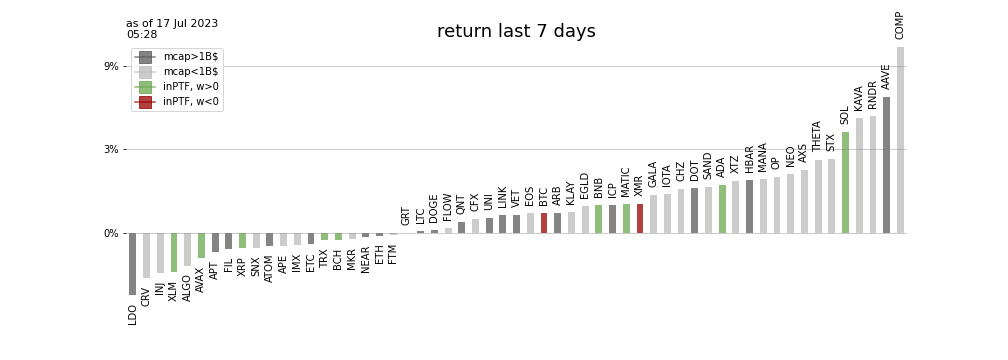 as of 17 Jul 2023
05:28
return last 7 days
mcap>1B$
mcap<1B$
inPTF, w>0
inPTF, w<0
9%
3%
0%
LDO
CRV
INJ
XLM
ALGO
AVAX
APT
FIL
XRP
SNX
ATOM
APE
IMX
ETC
TRX
BCH
MKR
NEAR
ETH
FTM
GRT
LTC
DOGE
FLOW
QNT
CFX
UNI
LINK
VET
EOS
BTC
ARB
KLAY
EGLD
BNB
ICP
MATIC
XMR
GALA
IOTA
CHZ
DOT
SAND
ADA
XTZ
HBAR
MANA
OP
NEO
AXS
THETA
STX
SOL
KAVA
RNDR
AAVE
COMP